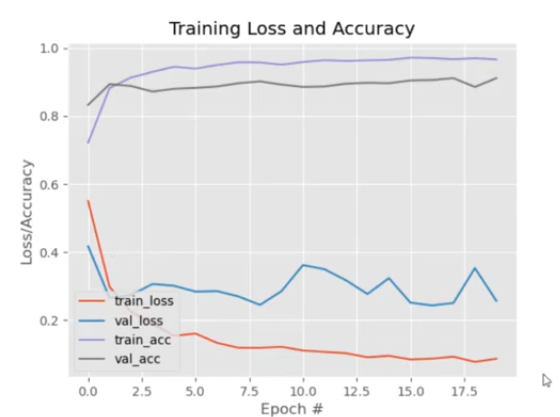 Training Loss and Accuracy
1.0
0.8
0.6
0.4
0.2
Loss/Accuracy
train_loss
val_loss
train_acc
val_acc
0.0 2.5 5.0 7.5 10.0 12.5 15.0 17.5
Epoch #